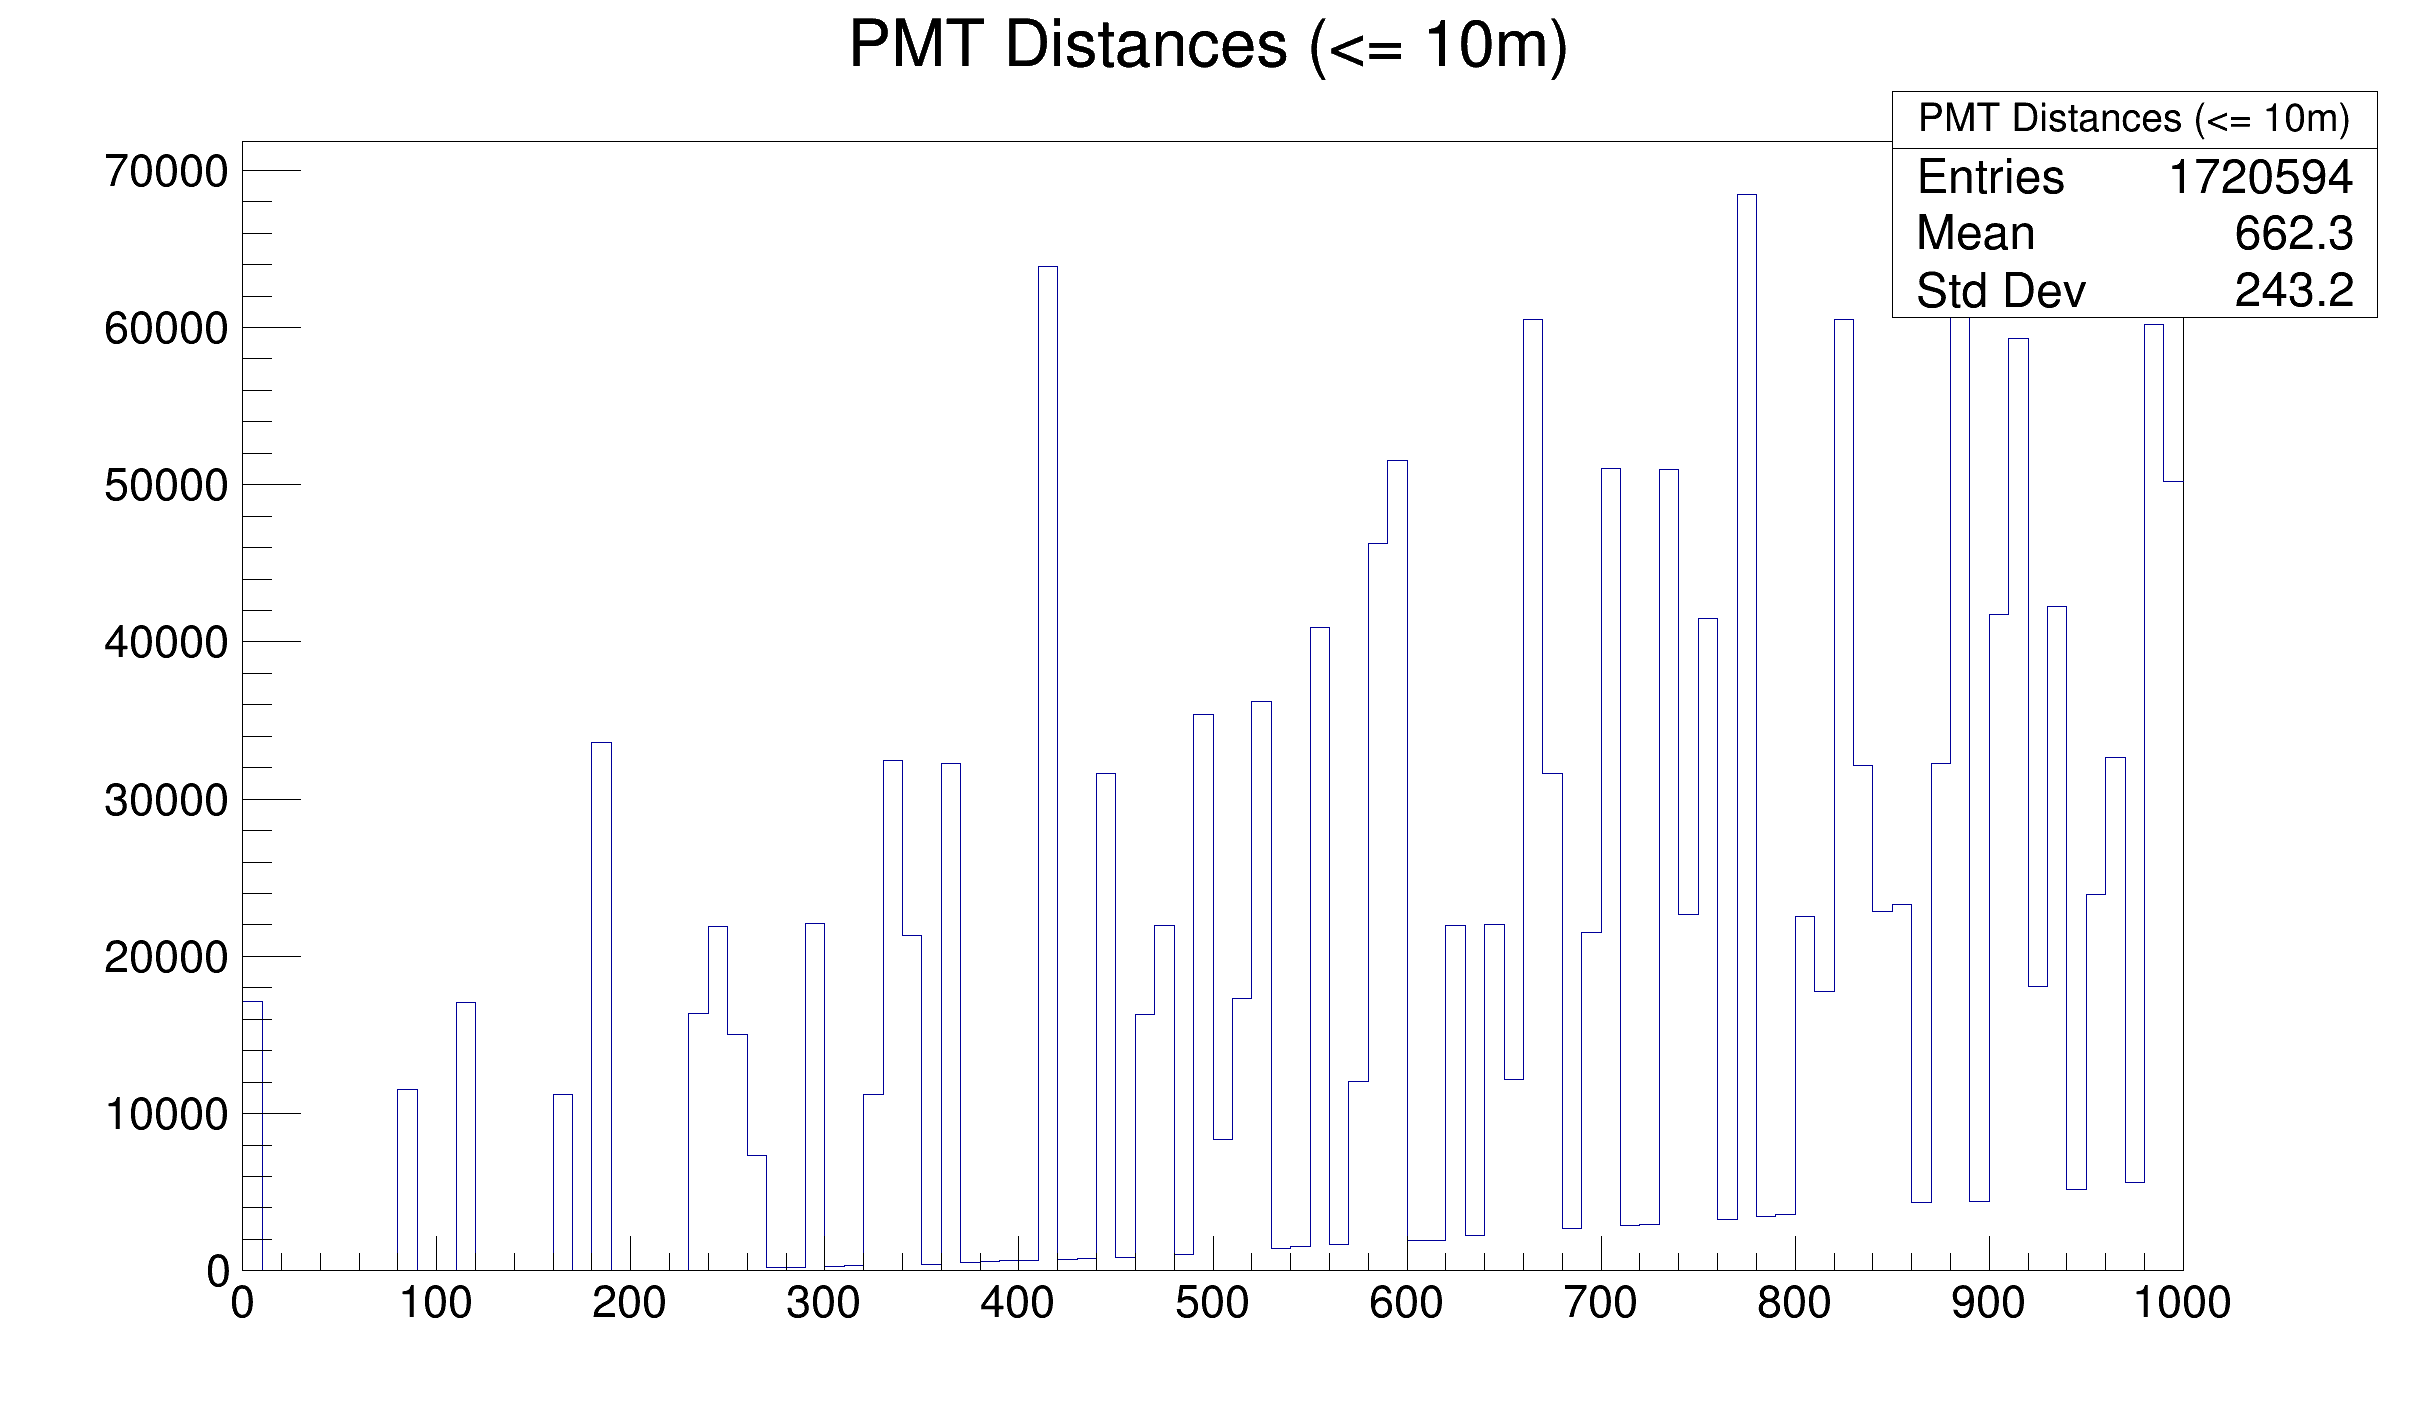 PMT Distances (<= 10m)
PMT Distances (<= 10m)
Entries 1720594
Mean 662.3
Std Dev 243.2
70000
60000
50000
40000
30000
20000
10000
0
0 100 200 300 400 500 600 700 800 900 1000